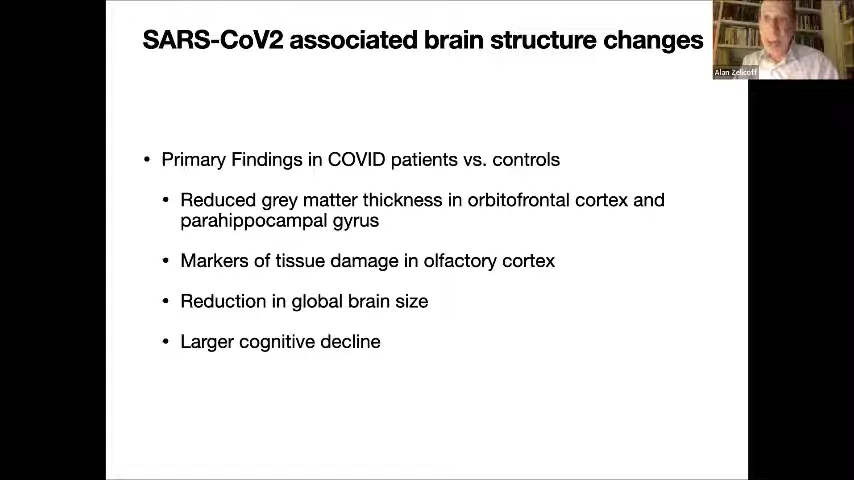 SARS-CoV2 associated brain structure changes
Alan Zelicoff
• Primary Findings in COVID patients vs. controls
• Reduced grey matter thickness in orbitofrontal cortex and
parahippocampal gyrus
• Markers of tissue damage in olfactory cortex
• Reduction in global brain size
• Larger cognitive decline